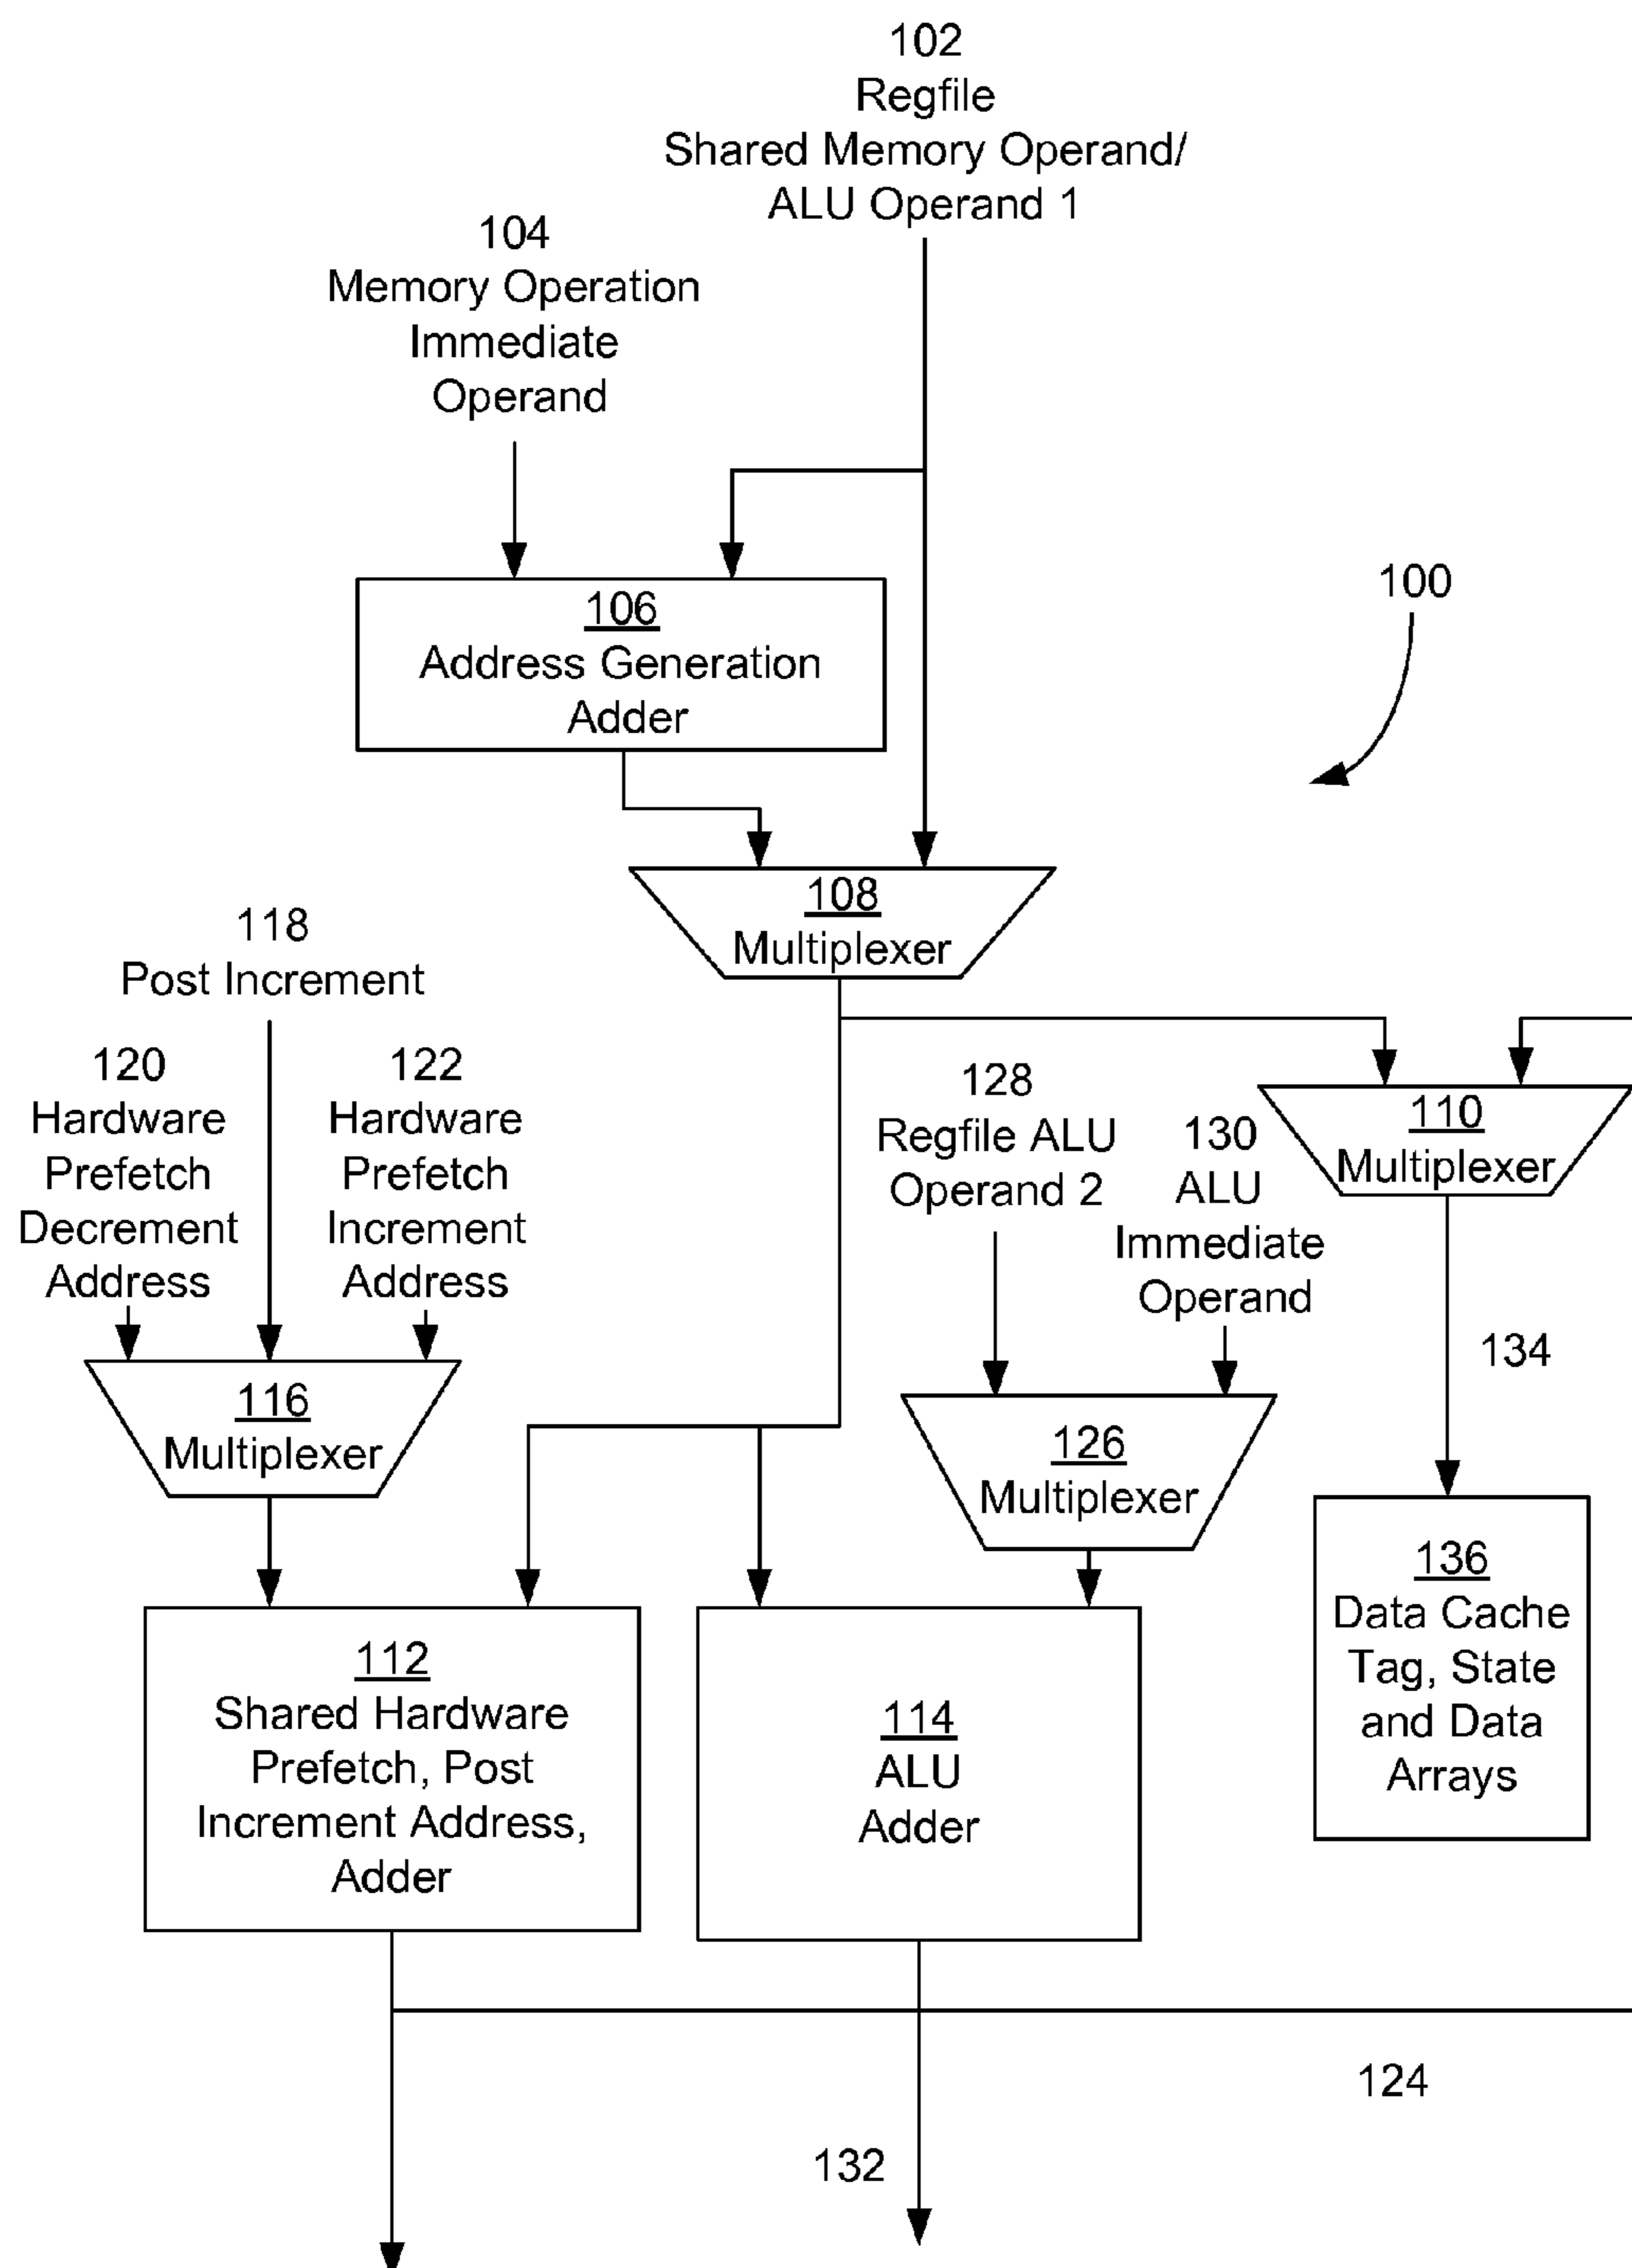 102
Regfile
Shared Memory Operand/
ALU Operand 1
104
Memory Operation
Immediate
Operand
106
Address Generation
Adder
100
108
Multiplexer
118
Post Increment
120
Hardware
Prefetch
Decrement
Address
122
Hardware
Prefetch
Increment
Address
128
Regfile ALU
Operand 2
130
ALU
Immediate
Operand
110
Multiplexer
134
116
Multiplexer
126
Multiplexer
136
Data Cache
Tag, State
and Data
Arrays
112
Shared Hardware
Prefetch, Post
Increment Address,
Adder
114
ALU
Adder
124
132